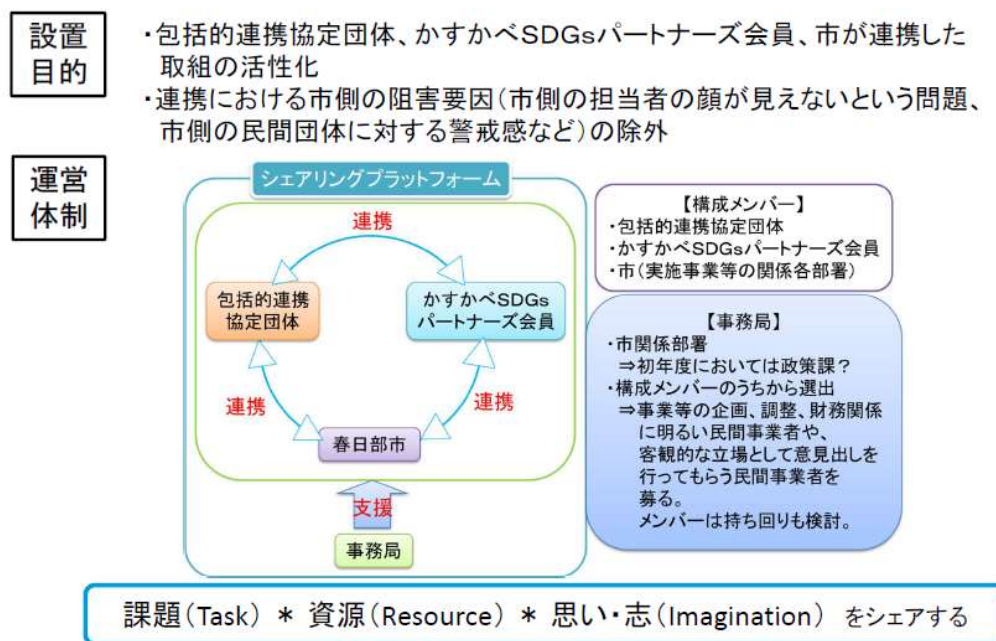 設置
目的
・包括的連携協定団体、かすかべSDGsパートナーズ会員、市が連携した
取組の活性化
・連携における市側の阻害要因(市側の担当者の顔が見えないという問題、
市側の民間団体に対する警戒感など)の除外
運営
体制
シェアリングプラットフォーム
連携
包括的連携
協定団体
かすかべSDGs
パートナーズ会員
連携
連携
春日部市
支援
事務局
【構成メンバー】
・包括的連携協定団体
・かすかべSDGsパートナーズ会員
・市(実施事業等の関係各部署)
【事務局】
・市関係部署
⇒初年度においては政策課?
・構成メンバーのうちから選出
⇒事業等の企画、調整、財務関係
に明るい民間事業者や、
客観的な立場として意見出しを
行ってもらう民間事業者を
募る。
メンバーは持ち回りも検討。
課題(Task) * 資源(Resource) * 思い・志(Imagination) をシェアする